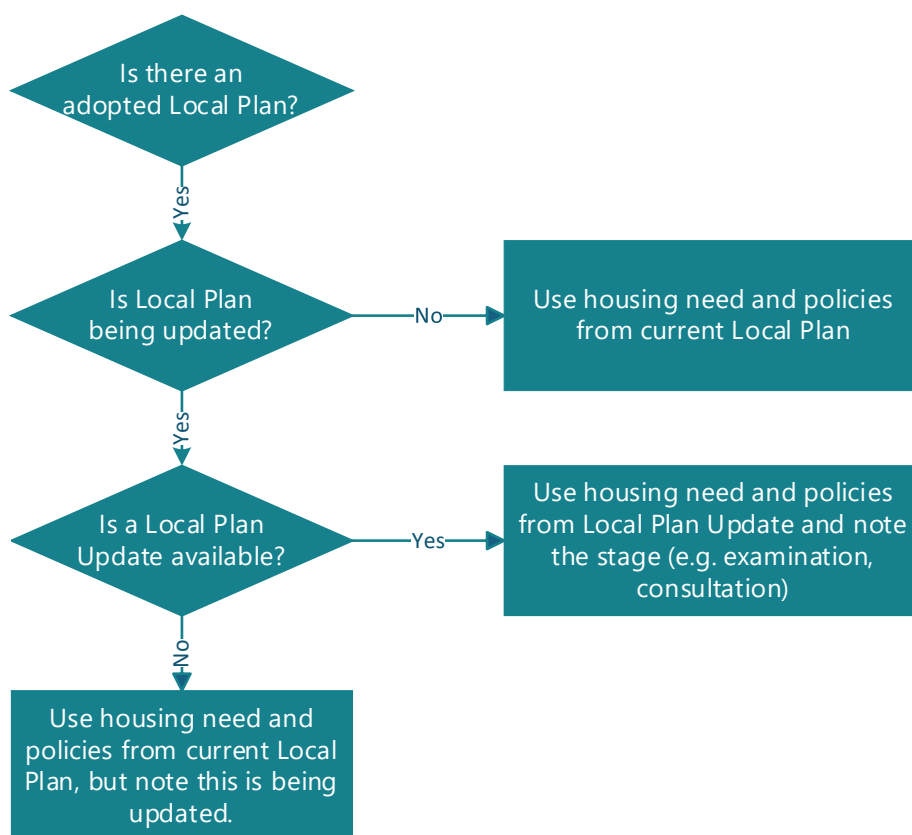 Is there an
adopted Local Plan?
Yes
Is Local Plan
being updated?
No
Use housing need and policies
from current Local Plan
Yes
Is a Local Plan
Update available?
Yes
Use housing need and policies
from Local Plan Update and note
the stage (e.g. examination,
consultation)
No
Use housing need and
policies from current Local
Plan, but note this is being
updated.